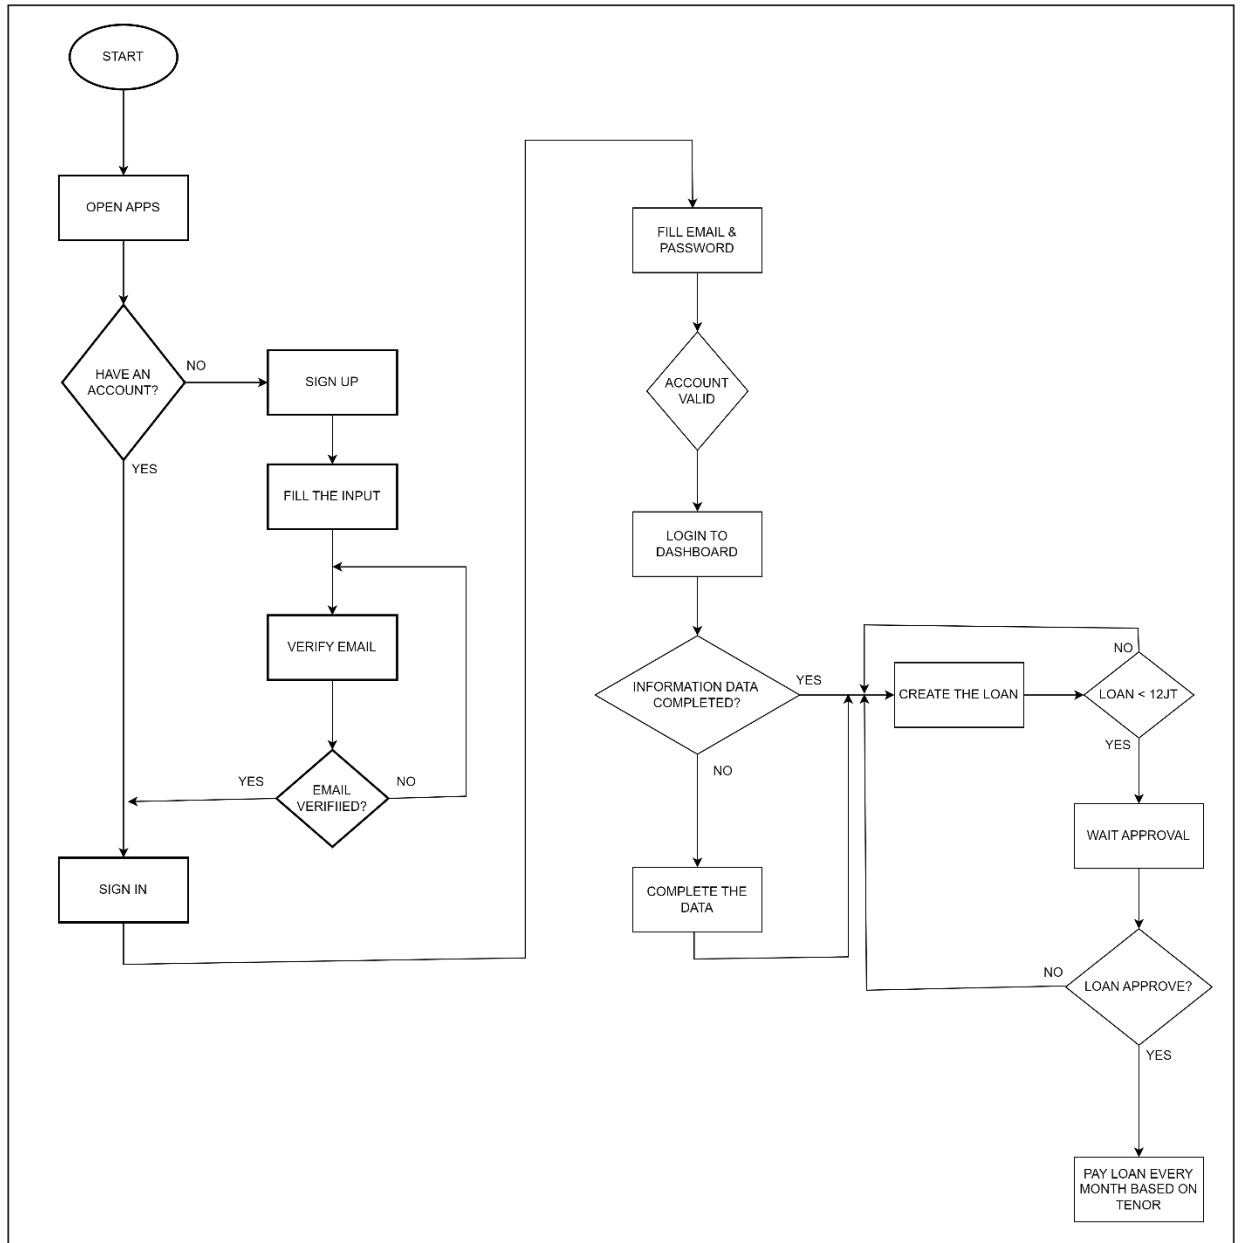 START
OPEN APPS
HAVE AN
ACCOUNT?
NO
YES
SIGN UP
FILL THE INPUT
VERIFY EMAIL
EMAIL
VERIFIIED?
YES
NO
SIGN IN
FILL EMAIL &
PASSWORD
ACCOUNT
VALID
LOGIN TO
DASHBOARD
INFORMATION DATA
COMPLETED?
YES
NO
COMPLETE THE
DATA
CREATE THE LOAN
NO
LOAN < 12JT
YES
WAIT APPROVAL
NO
LOAN APPROVE?
YES
PAY LOAN EVERY
MONTH BASED ON
TENOR